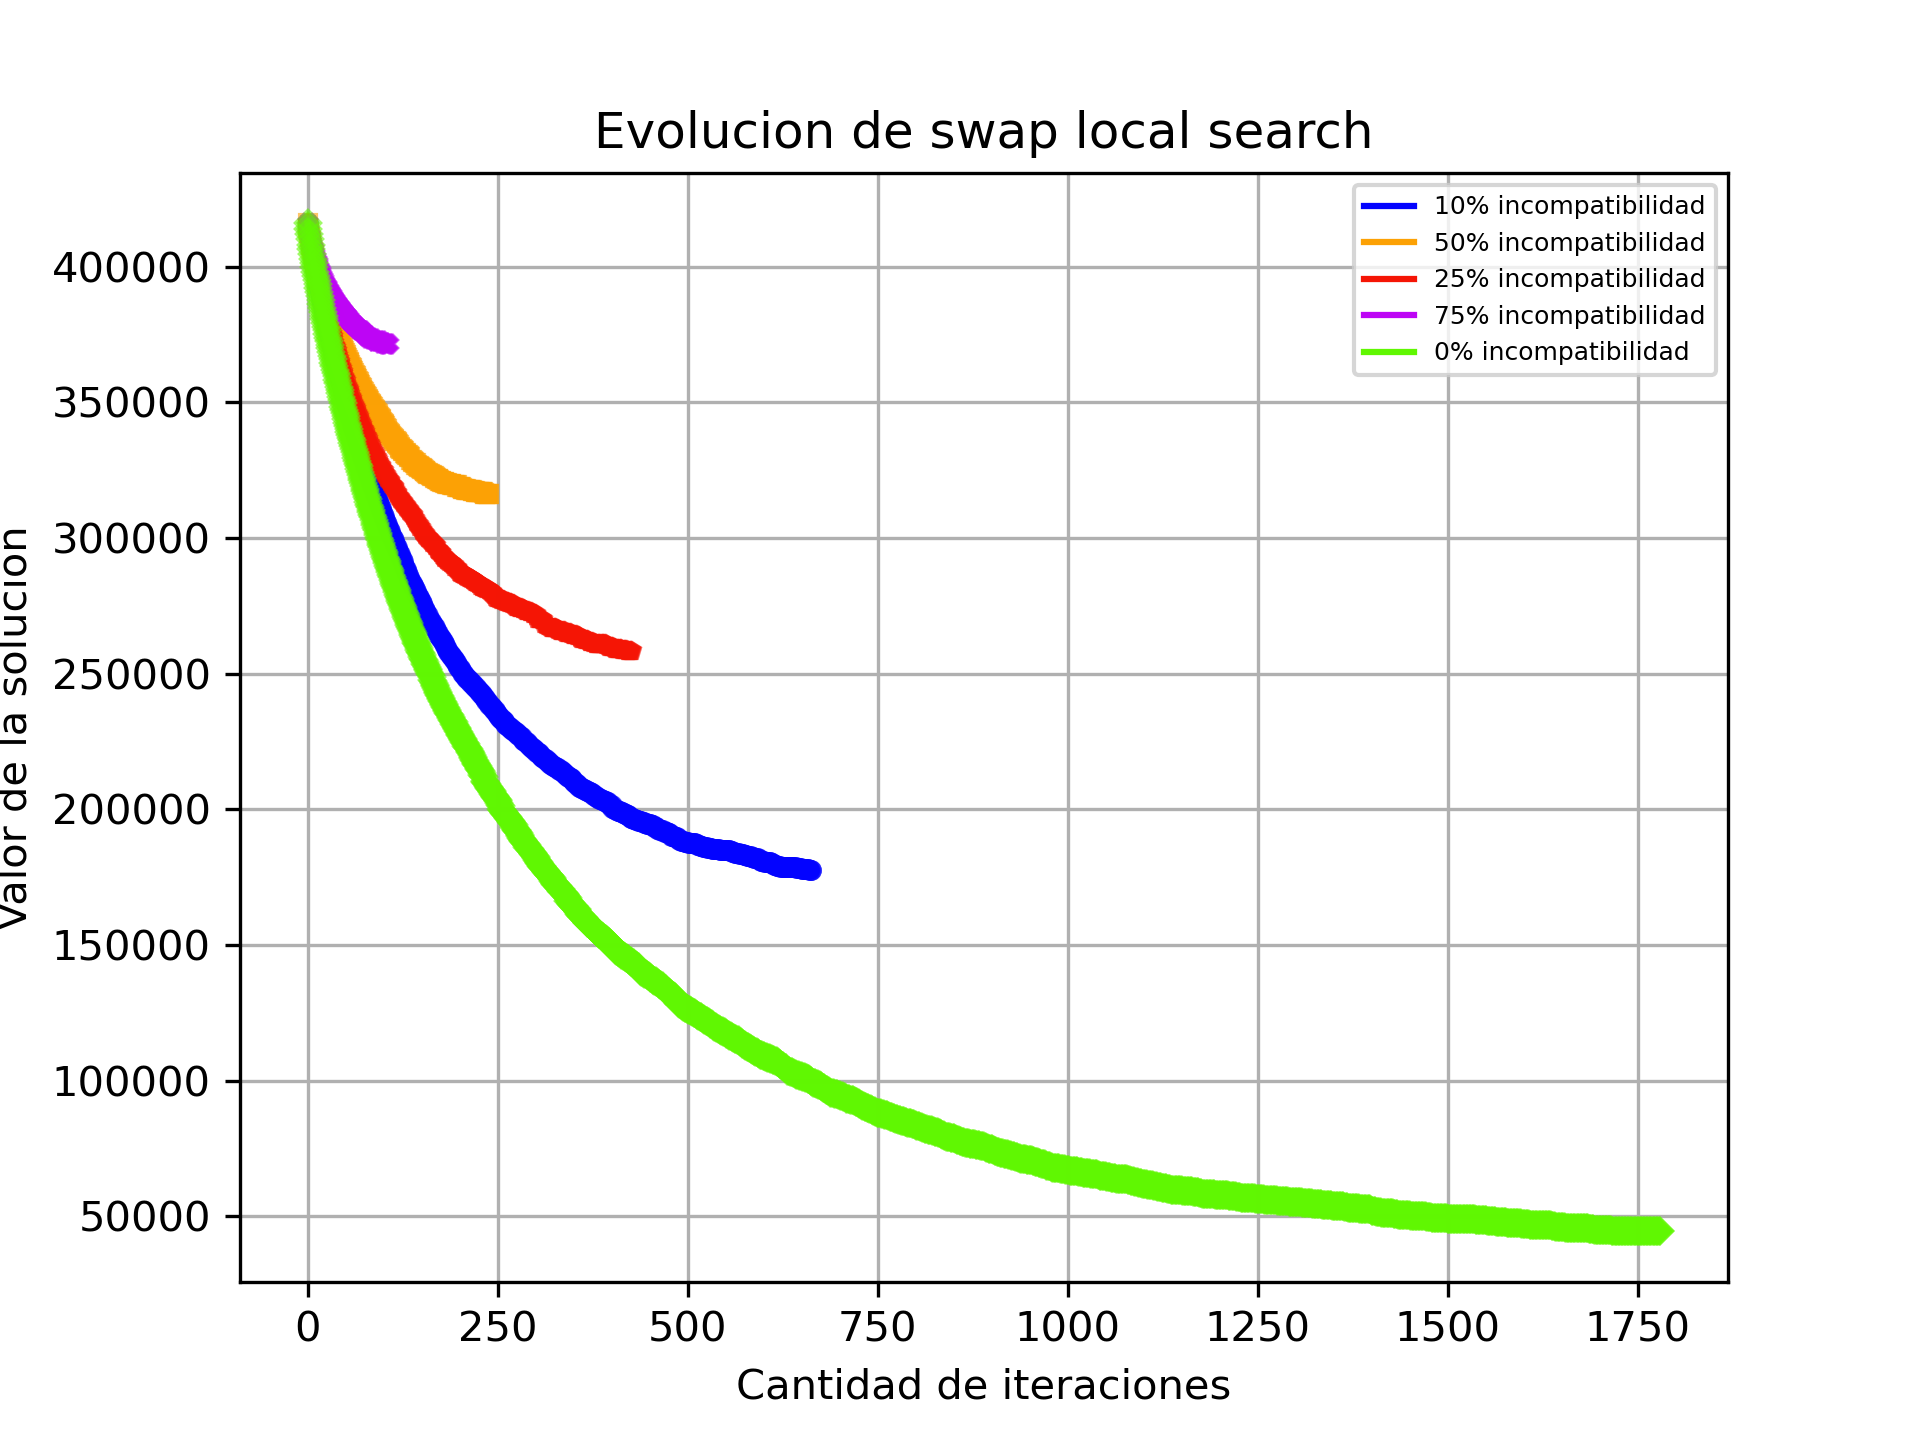 Evolucion de swap local search
10% incompatibilidad
50% incompatibilidad
25% incompatibilidad
75% incompatibilidad
0% incompatibilidad
Valor de la solucion
400000
350000
300000
250000
200000
150000
100000
50000
0 250 500 750 1000 1250 1500 1750
Cantidad de iteraciones